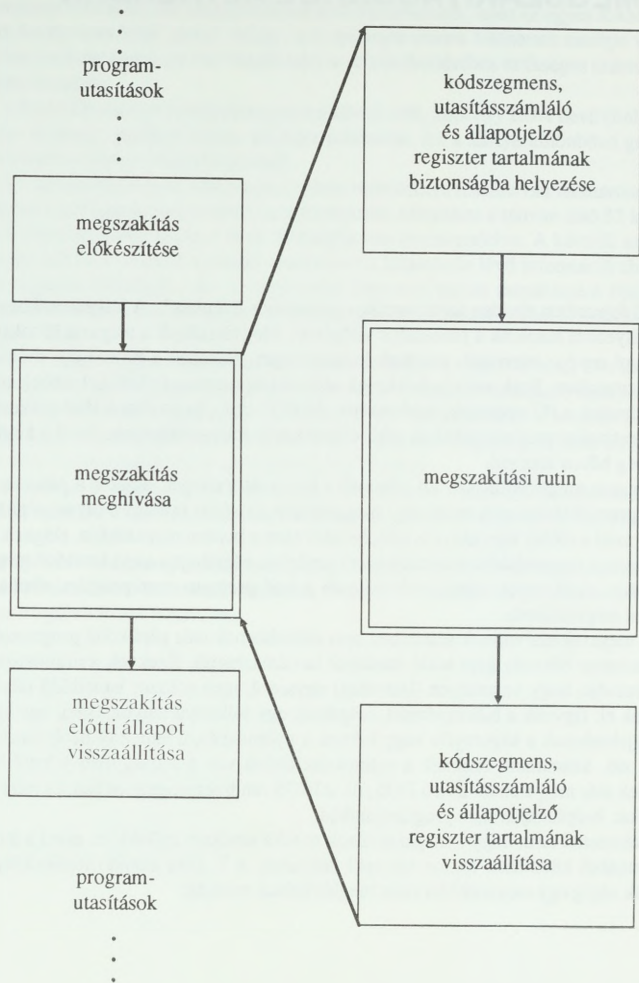 program-
utasítások
megszakítás
előkészítése
megszakítás
meghívása
megszakítás
előtti állapot
visszaállítása
program-
utasítások
kódszegmens,
utasításszámláló
és állapotjelző
regiszter tartalmának
biztonságba helyezése
megszakítási rutin
kódszegmens,
utasításszámláló
és állapotjelző
regiszter tartalmának
visszaállítása